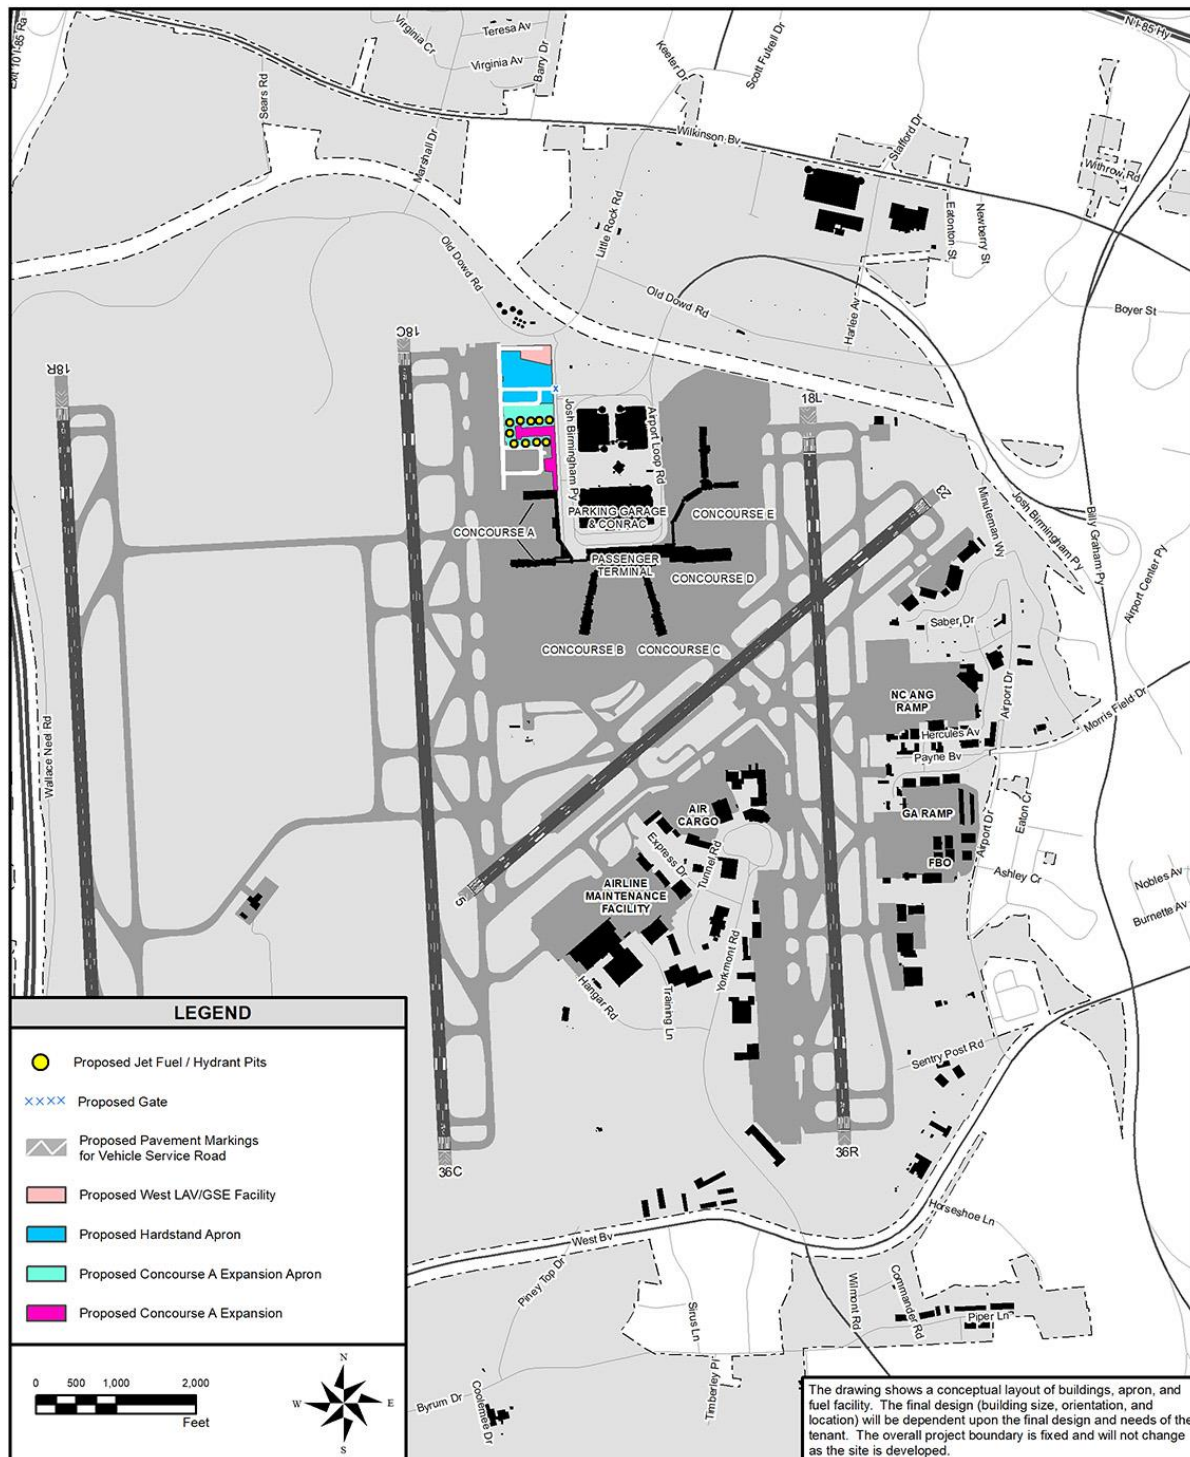 N I-85 Hy
Exit 10 I-85 Ra
Virginia Cr
Teresa Av
Virginia Av
Barry Dr
Keeter Dr
Scott Futrell Dr
Sears Rd
Marshall Dr
Wilkinson Bv
Stafford Dr
Withrow Rd
Little Rock Rd
Eatonton St
Newberry St
Old Dowd Rd
Old Dowd Rd
Harlee Av
Boyer St
18R
18C
18L
23
Josh Birmingham Py
Airport Loop Rd
PARKING GARAGE
& CONRAC
CONCOURSE A
CONCOURSE E
PASSENGER
TERMINAL
CONCOURSE D
CONCOURSE B
CONCOURSE C
Minuteman Wy
Josh Birmingham Py
Billy Graham Py
Airport Center Py
Saber Dr
Airport Dr
NC ANG
RAMP
Hercules Av
Payne Bv
Morris Field Dr
Wallace Neel Rd
AIR
CARGO
GA RAMP
FBO
Airport Dr
Eaton Cr
Ashley Cr
Nobles Av
Burnette Av
Express Dr
Tunnel Rd
5
AIRLINE
MAINTENANCE
FACILITY
Hangar Rd
Training Ln
Yorkmont Rd
Sentry Post Rd
36C
36R
West Bv
Horseshoe Ln
Piney Top Dr
Sirus Ln
Wilmont Rd
Commander Rd
Piper Ln
Timberley Pl
Byrum Dr
Coolemee Dr
LEGEND
Proposed Jet Fuel / Hydrant Pits
Proposed Gate
Proposed Pavement Markings
for Vehicle Service Road
Proposed West LAV/GSE Facility
Proposed Hardstand Apron
Proposed Concourse A Expansion Apron
Proposed Concourse A Expansion
0 500 1,000 2,000
Feet
N
W E
S
The drawing shows a conceptual layout of buildings, apron, and
fuel facility. The final design (building size, orientation, and
location) will be dependent upon the final design and needs of the
tenant. The overall project boundary is fixed and will not change
as the site is developed.